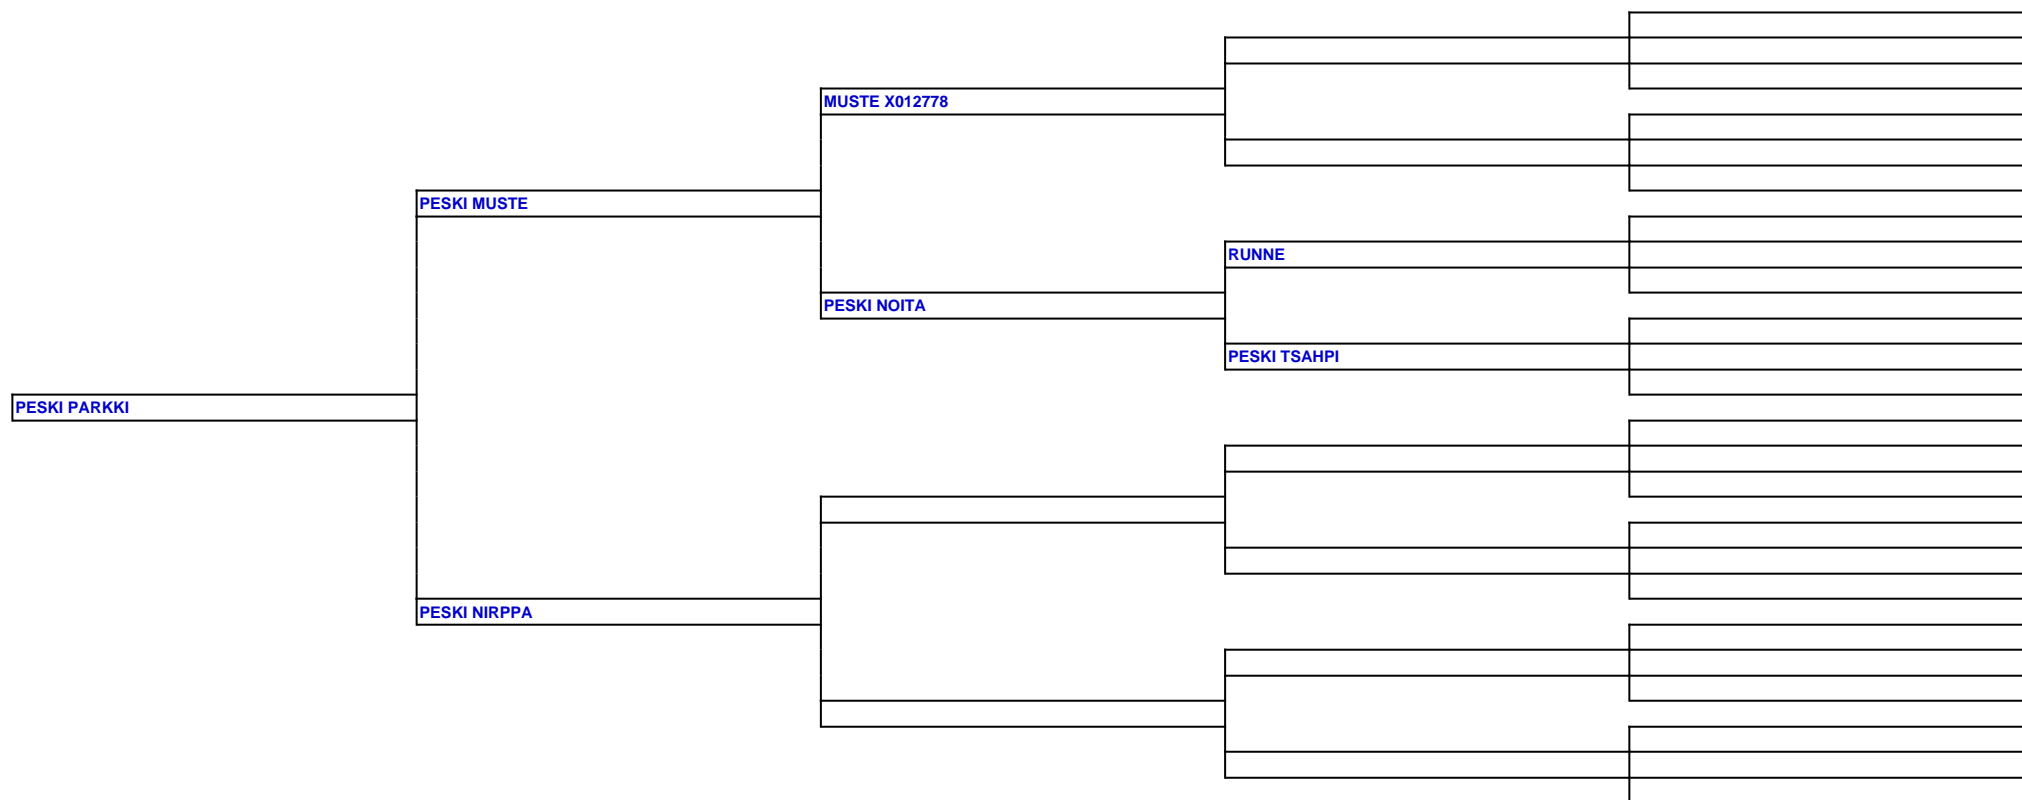 MUSTE X012778
PESKI MUSTE
RUNNE
PESKI NOITA
PESKI TSAHPI
PESKI PARKKI
PESKI NIRPPA